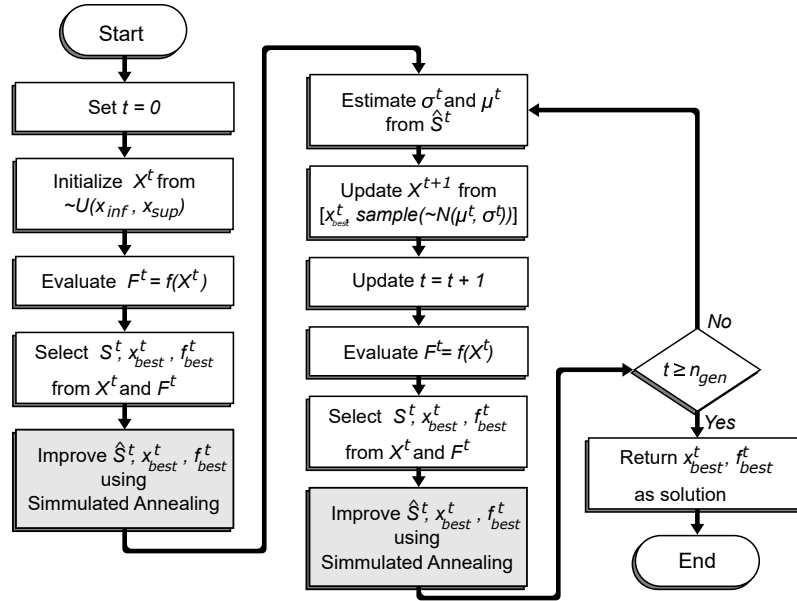 Start
Set t = 0
Initialize X^t from
~U(x_inf , x_sup)
Evaluate F^t = f(X^t)
Select S^t, x^t_best , f^t_best
from X^t and F^t
Improve Ŝ^t, x^t_best , f^t_best
using
Simmulated Annealing
Estimate σ^t and μ^t
from Ŝ^t
Update X^t+1 from
[x^t_best, sample(~N(μ^t, σ^t))]
Update t = t + 1
Evaluate F^t = f(X^t)
Select S^t, x^t_best , f^t_best
from X^t and F^t
Improve Ŝ^t, x^t_best , f^t_best
using
Simmulated Annealing
No
t ≥ n_gen
Yes
Return x^t_best, f^t_best
as solution
End